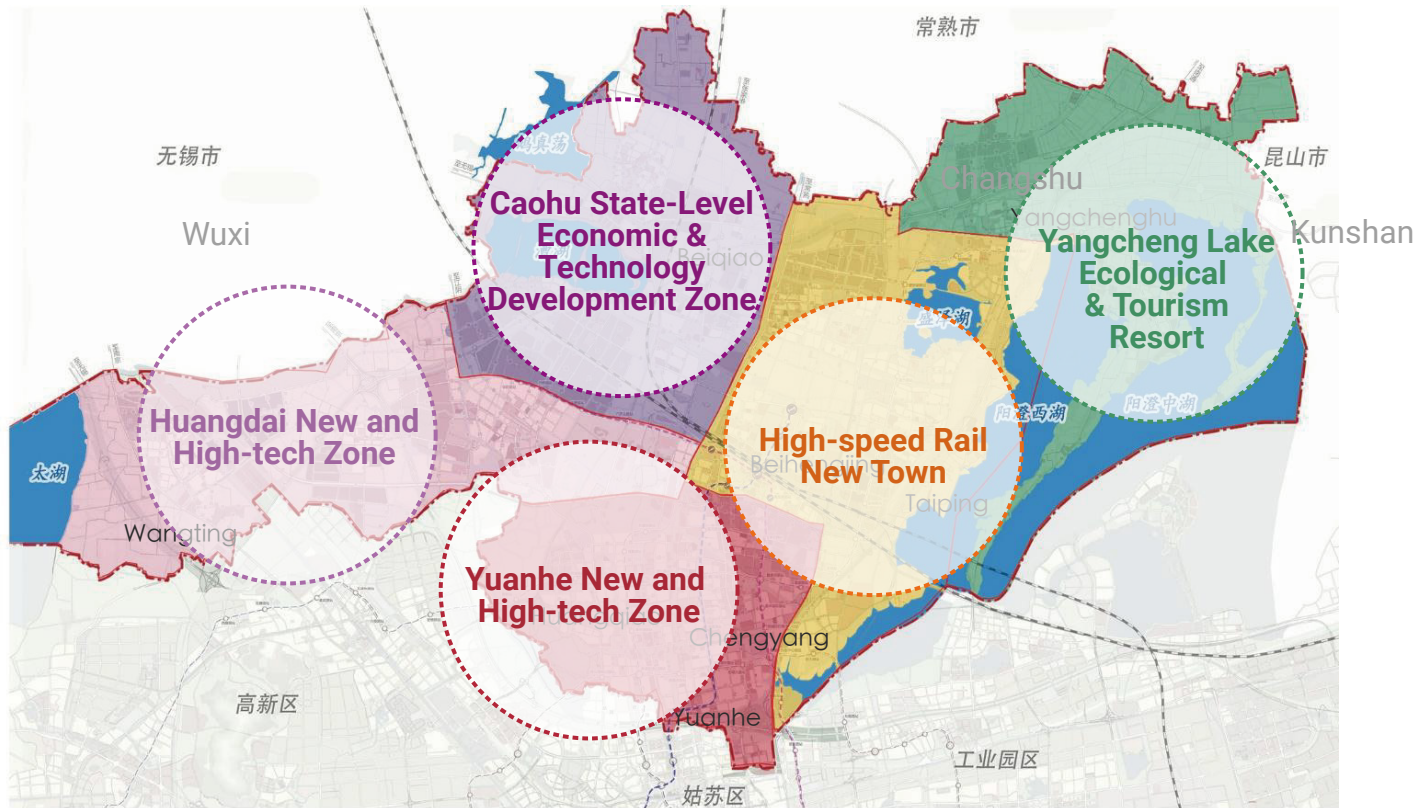 常熟市
无锡市
昆山市
Changshu
Wuxi
Kunshan
Yangchenghu
Caohu State-Level
Economic &
Technology
Development Zone
Beiqiao
Yangcheng Lake
Ecological
& Tourism
Resort
盛泽湖
阳澄西湖
阳澄中湖
Huangdai New and
High-tech Zone
High-speed Rail
New Town
太湖
Taiping
Wangting
Yuanhe New and
High-tech Zone
Chengyang
Yuanhe
高新区
工业园区
姑苏区